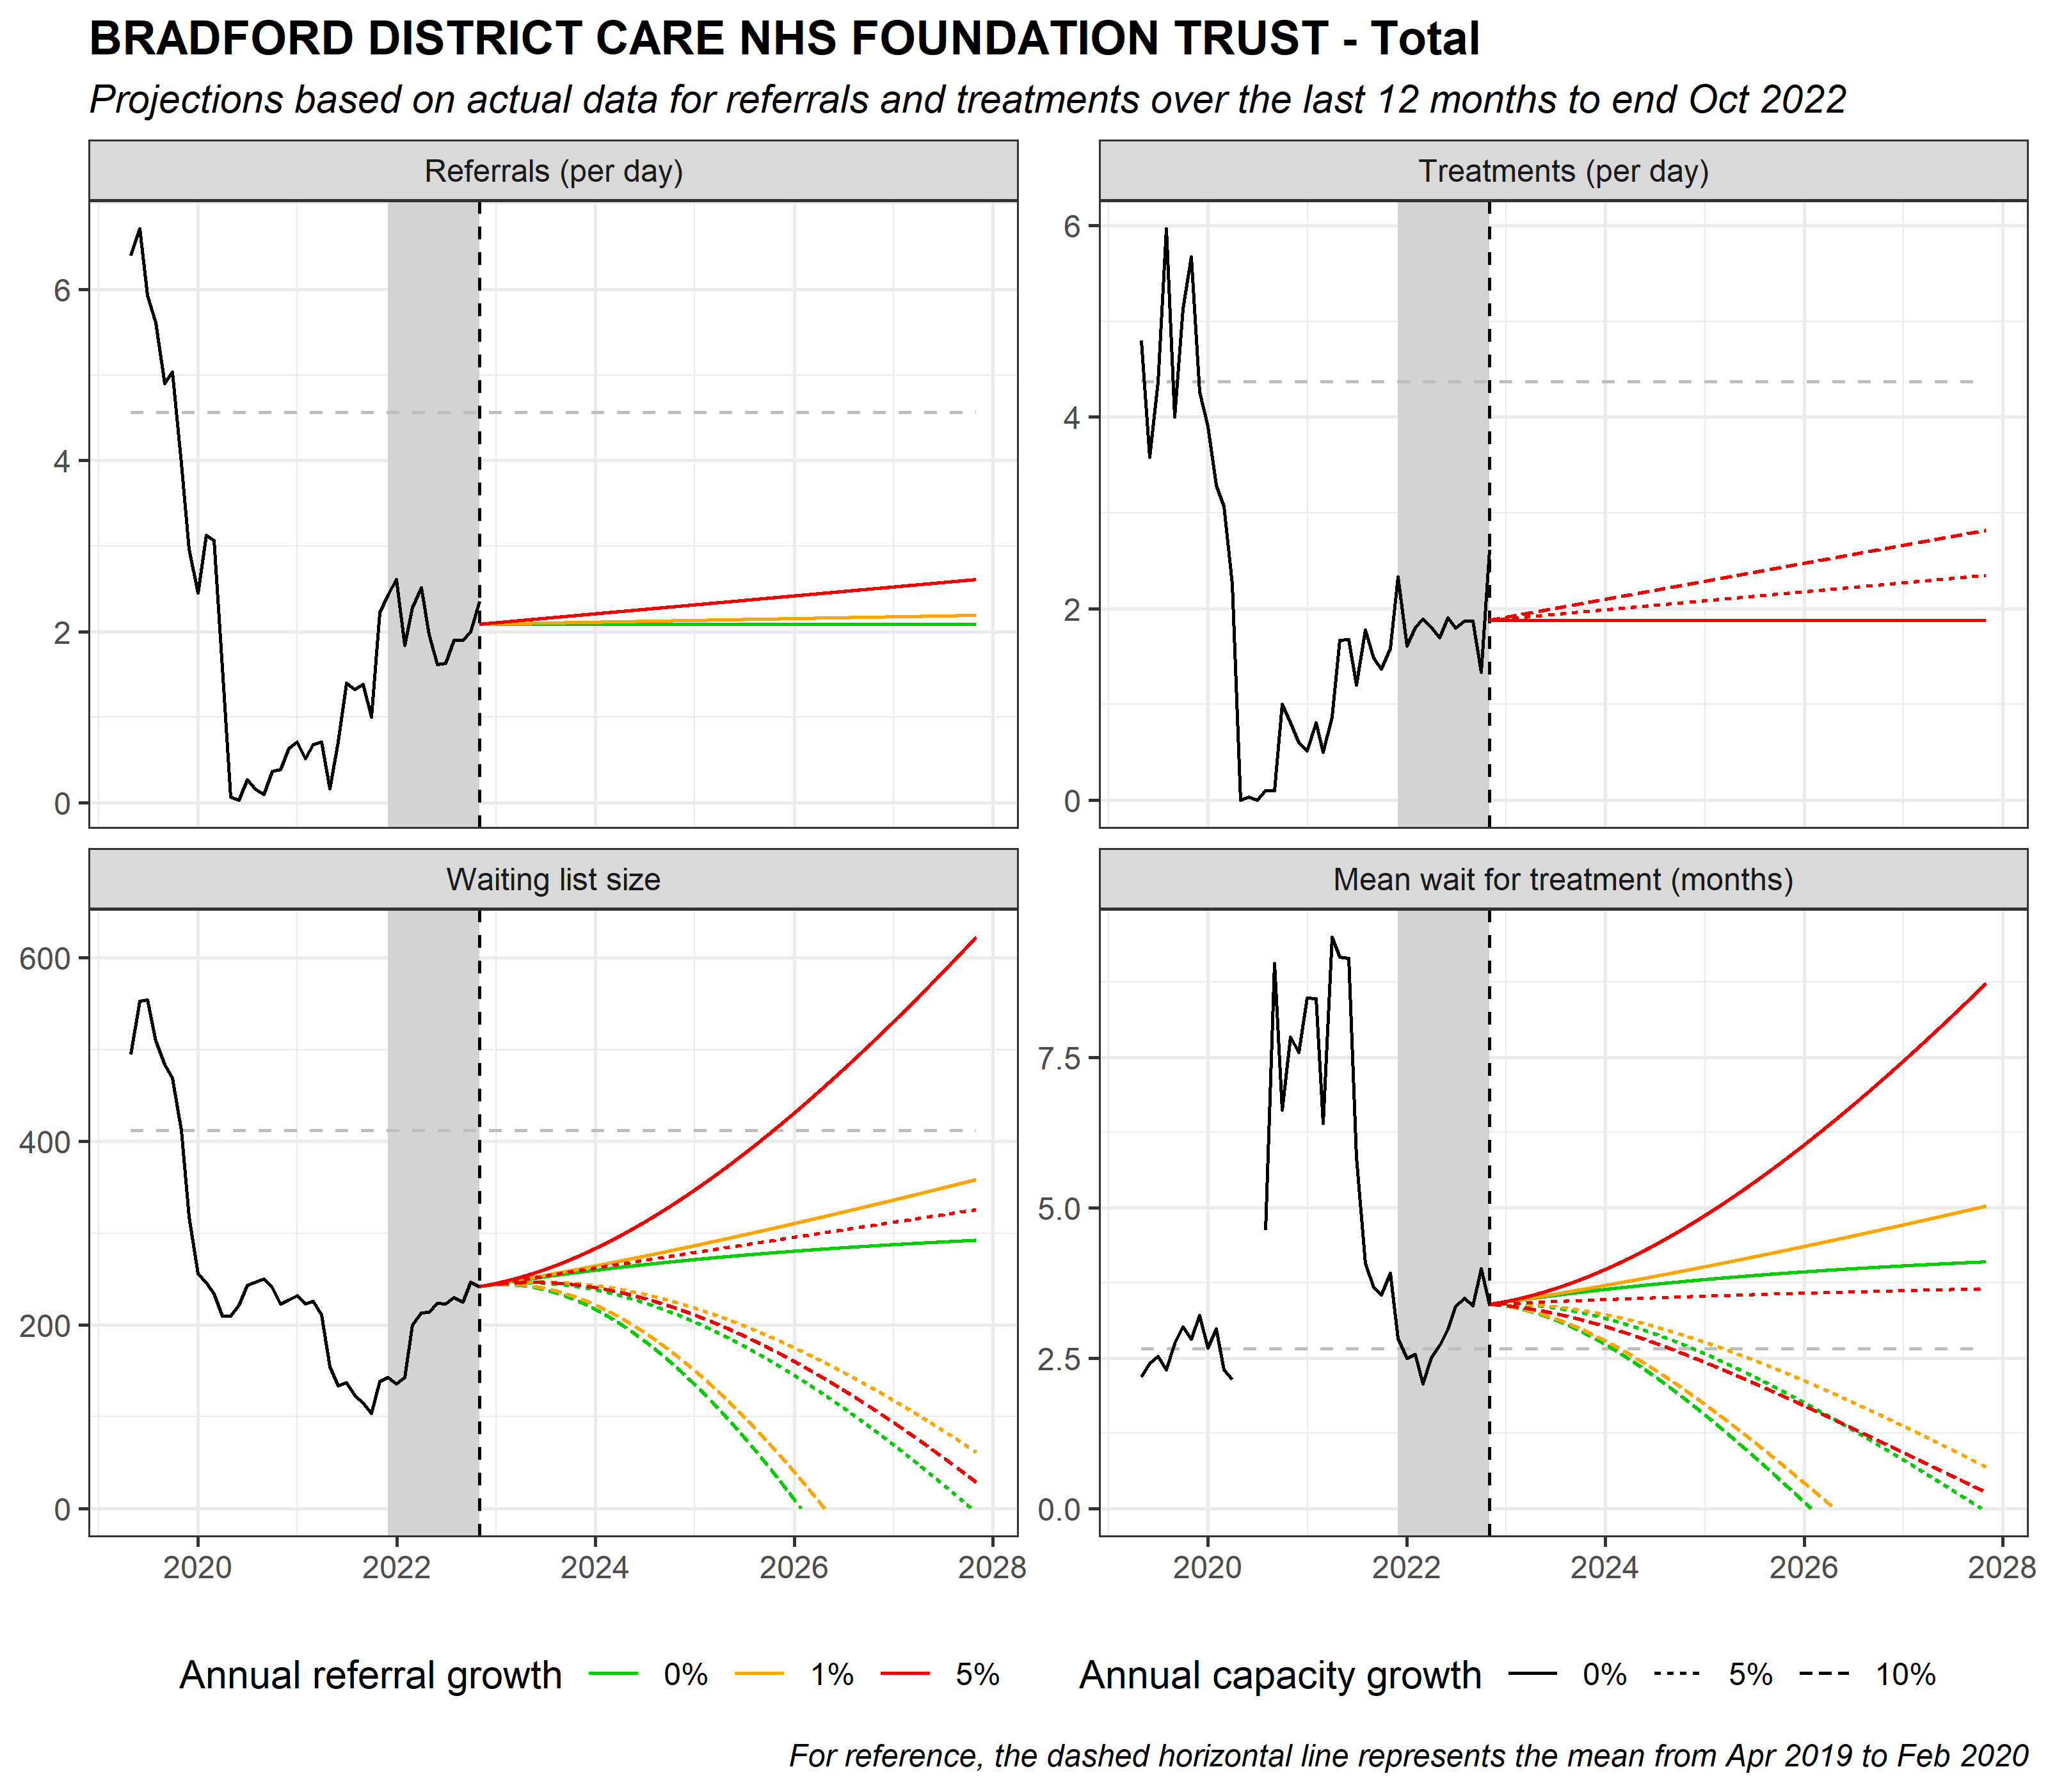 BRADFORD DISTRICT CARE NHS FOUNDATION TRUST - Total
Projections based on actual data for referrals and treatments over the last 12 months to end Oct 2022
Referrals (per day)
6
4
2
0
Treatments (per day)
6
4
2
0
Waiting list size
600
400
200
0
2020 2022 2024 2026 2028
Mean wait for treatment (months)
7.5
5.0
2.5
0.0
2020 2022 2024 2026 2028
Annual referral growth 0% 1% 5%
Annual capacity growth 0% 5% 10%
For reference, the dashed horizontal line represents the mean from Apr 2019 to Feb 2020